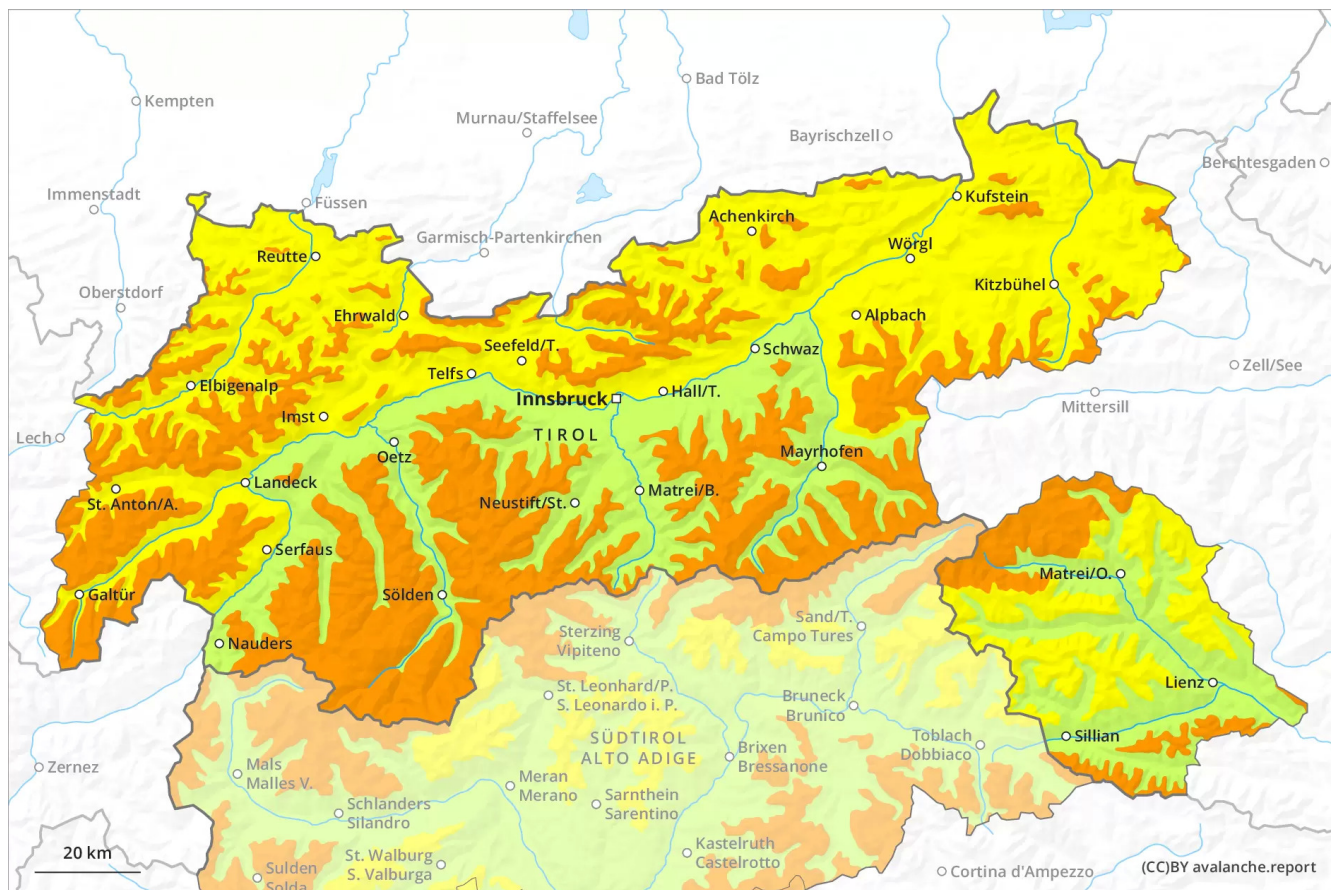 Bad Tölz
Kempten
Murnau/Staffelsee
Bayrischzell
Berchtesgaden
Immenstadt
Füssen
Kufstein
Achenkirch
Garmisch-Partenkirchen
Wörgl
Reutte
Kitzbühel
Oberstdorf
Ehrwald
Alpbach
Seefeld/T.
Schwaz
Zell/See
Telfs
Elbigenalp
Hall/T.
Innsbruck
Mittersill
Imst
Lech
TIROL
Oetz
Mayrhofen
Landeck
Matrei/B.
St. Anton/A.
Neustift/St.
Serfaus
Matrei/O.
Galtür
Sölden
Sand/T.
Campo Tures
Sterzing
Vipiteno
Nauders
Lienz
St. Leonhard/P.
S. Leonardo i. P.
Bruneck
Brunico
Sillian
SÜDTIROL
ALTO ADIGE
Toblach
Dobbiaco
Brixen
Bressanone
Zernez
Mals
Malles V.
Meran
Merano
Sarnthein
Sarentino
Schlanders
Silandro
20 km
St. Walburg
S. Valburga
Kastelruth
Castelrotto
Cortina d'Ampezzo
(CC)BY avalanche.report
Sulden
Solda